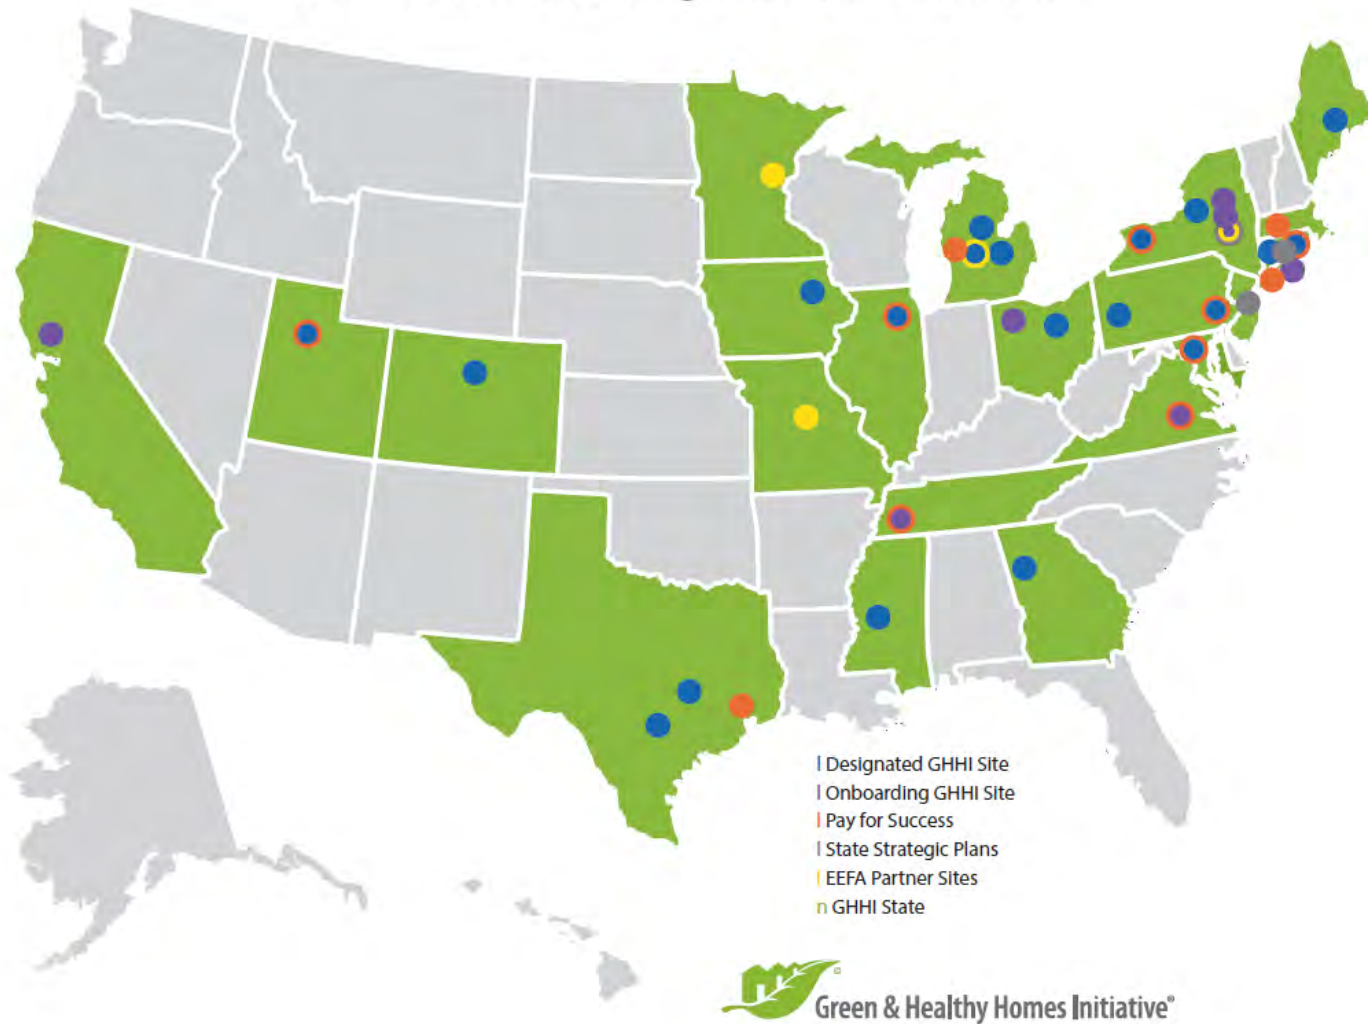 l Designated GHHI Site
l Onboarding GHHI Site
l Pay for Success
l State Strategic Plans
l EEFA Partner Sites
n GHHI State
Green & Healthy Homes Initiative®